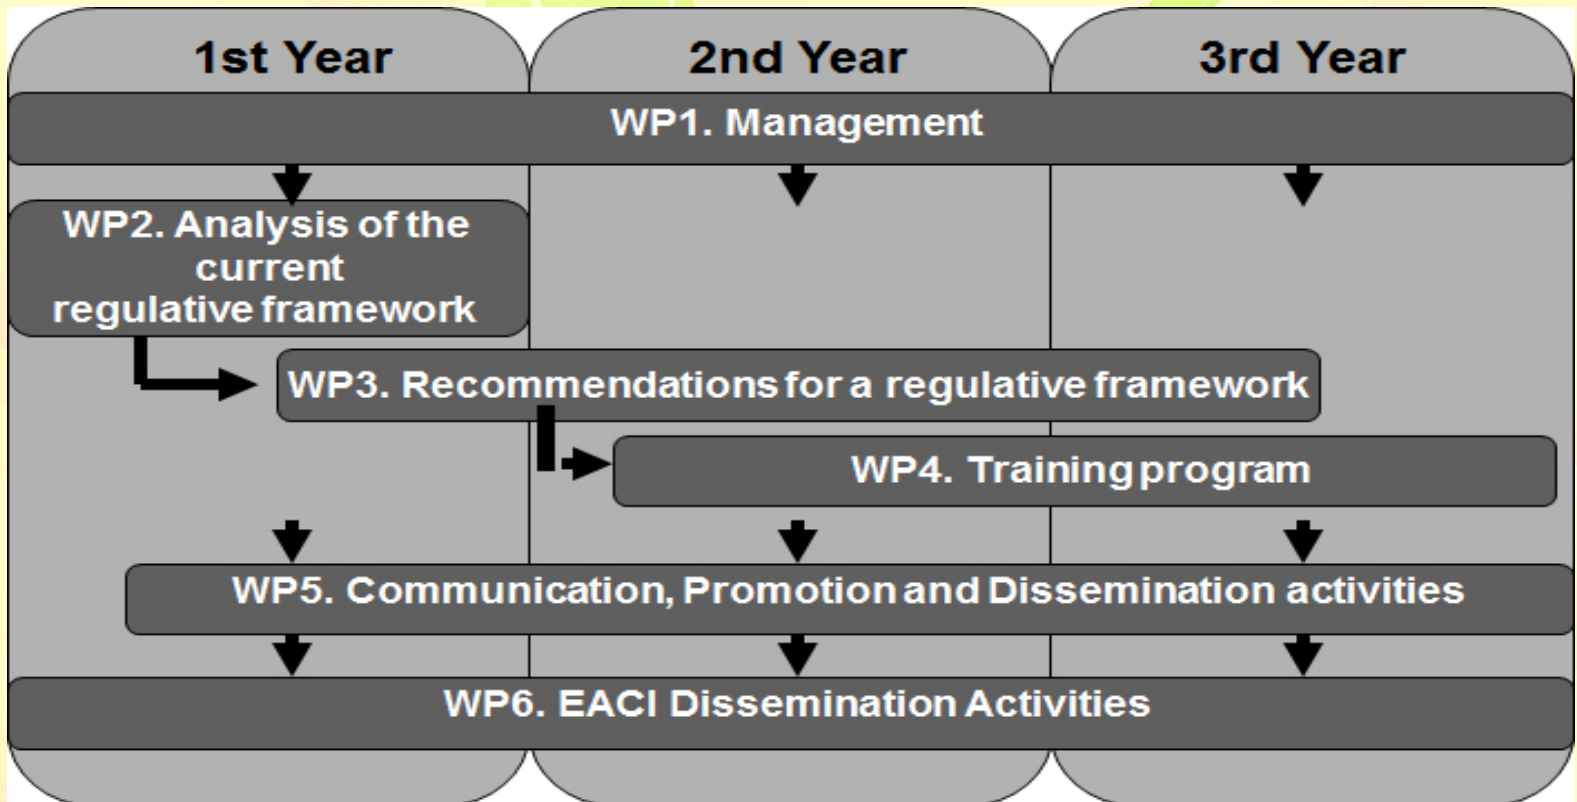 1st Year 2nd Year 3rd Year
WP1. Management
WP2. Analysis of the
current
regulative framework
WP3. Recommendations for a regulative framework
WP4. Training program
WP5. Communication, Promotion and Dissemination activities
WP6. EACI Dissemination Activities